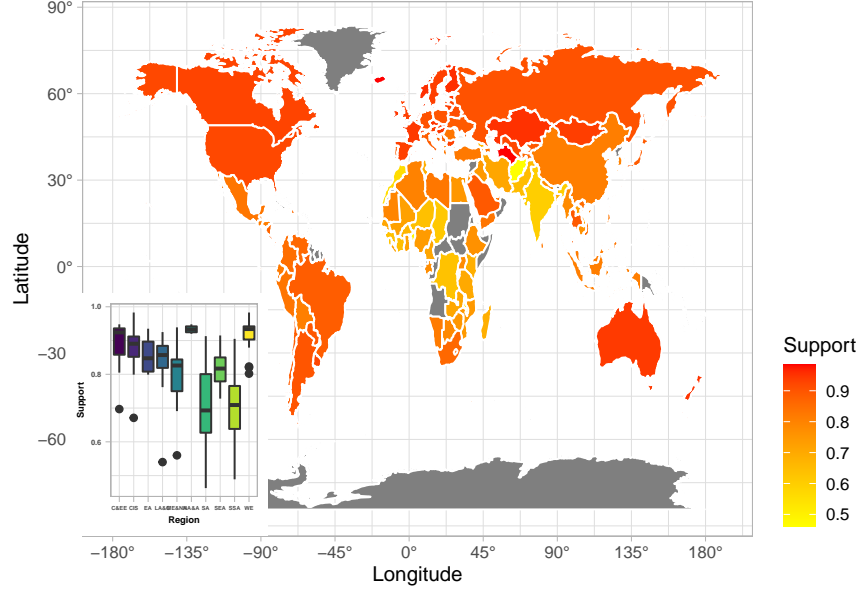 90°
60°
30°
0°
−30
−60
Latitude
−180°
−135°
−90°
−45°
0°
45°
90°
135°
180°
Longitude
1.0
0.8
0.6
Support
C&EE
CIS
EA
SA
SEA
SSA
WE
Region
Support
0.9
0.8
0.7
0.6
0.5